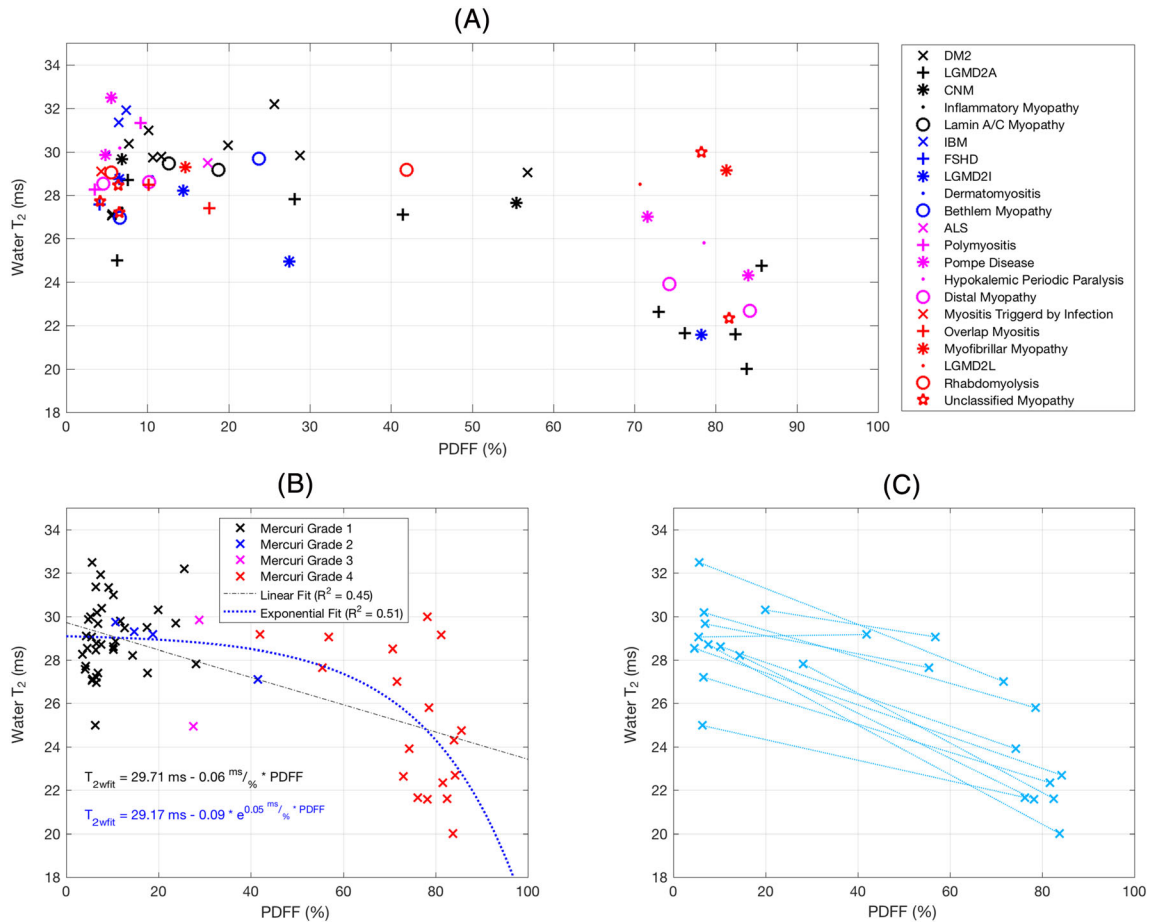 (A)
Water T2 (ms)
34
32
30
28
26
24
22
20
18
0 10 20 30 40 50 60 70 80 90 100
PDFF (%)
DM2
LGMD2A
CNM
Inflammatory Myopathy
Lamin A/C Myopathy
IBM
FSHD
LGMD2I
Dermatomyositis
Bethlem Myopathy
ALS
Polymyositis
Pompe Disease
Hypokalemic Periodic Paralysis
Distal Myopathy
Myositis Triggerd by Infection
Overlap Myositis
Myofibrillar Myopathy
LGMD2L
Rhabdomyolysis
Unclassified Myopathy
(B)
Water T2 (ms)
34
32
30
28
26
24
22
20
18
0 20 40 60 80 100
PDFF (%)
Mercuri Grade 1
Mercuri Grade 2
Mercuri Grade 3
Mercuri Grade 4
Linear Fit (R² = 0.45)
Exponential Fit (R² = 0.51)
T2wfit = 29.71 ms - 0.06 ms/% * PDFF
T2wfit = 29.17 ms - 0.09 * e^0.05 ms/% * PDFF
(C)
Water T2 (ms)
34
32
30
28
26
24
22
20
18
0 20 40 60 80 100
PDFF (%)